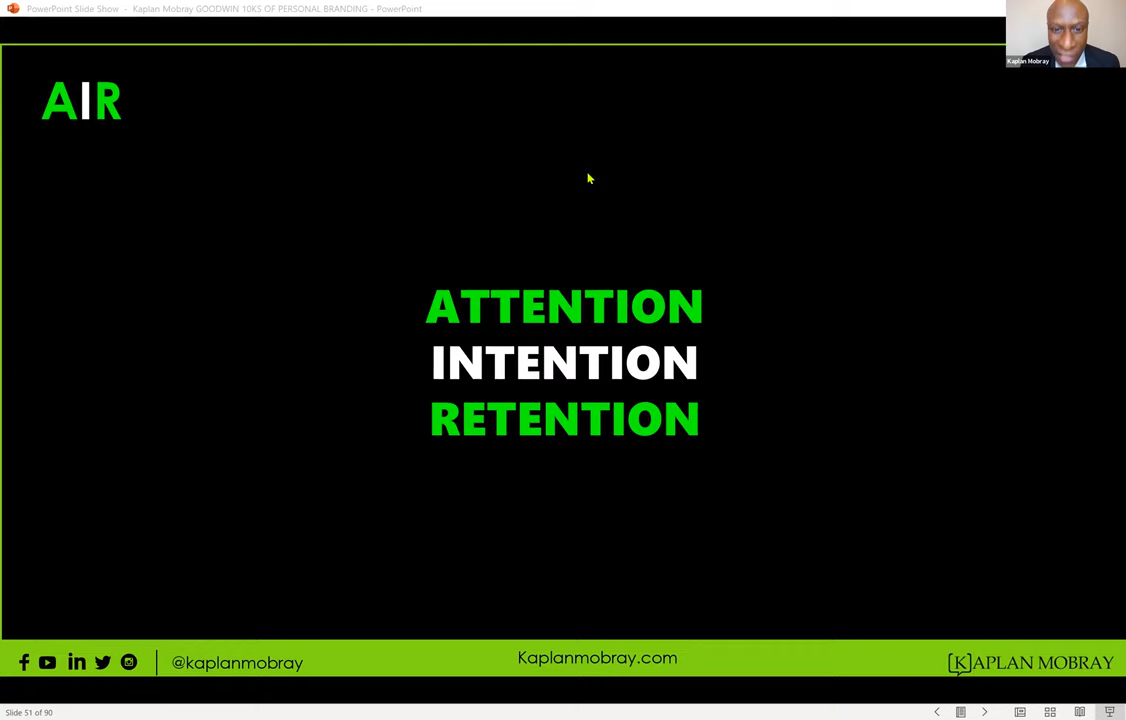 PowerPoint Slide Show - Kaplan Mobray GOODWIN 10KS OF PERSONAL BRANDING - PowerPoint
Kaplan Mobray
AIR
ATTENTION
INTENTION
RETENTION
@kaplanmobray
Kaplanmobray.com
[K]APLAN MOBRAY
Slide 51 of 90